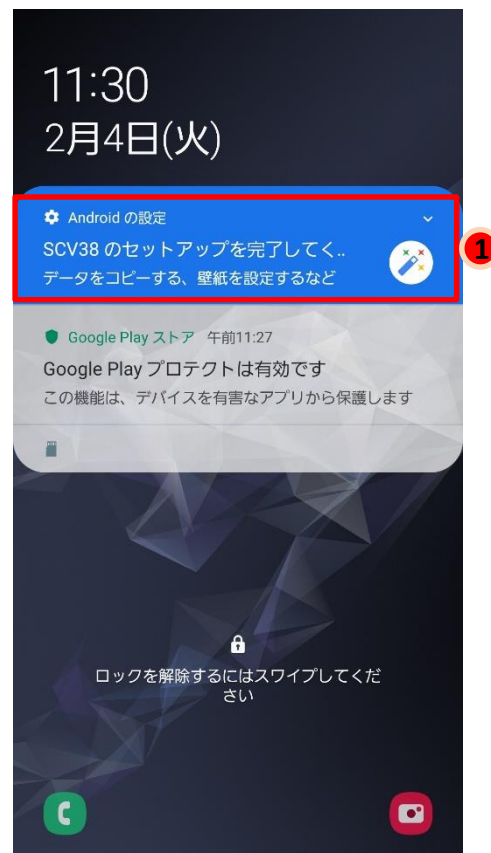 11:30
2月4日(火)
Android の設定
SCV38 のセットアップを完了してく..
データをコピーする、壁紙を設定するなど
1
Google Play ストア 午前11:27
Google Play プロテクトは有効です
この機能は、デバイスを有害なアプリから保護します
ロックを解除するにはスワイプしてくだ
さい